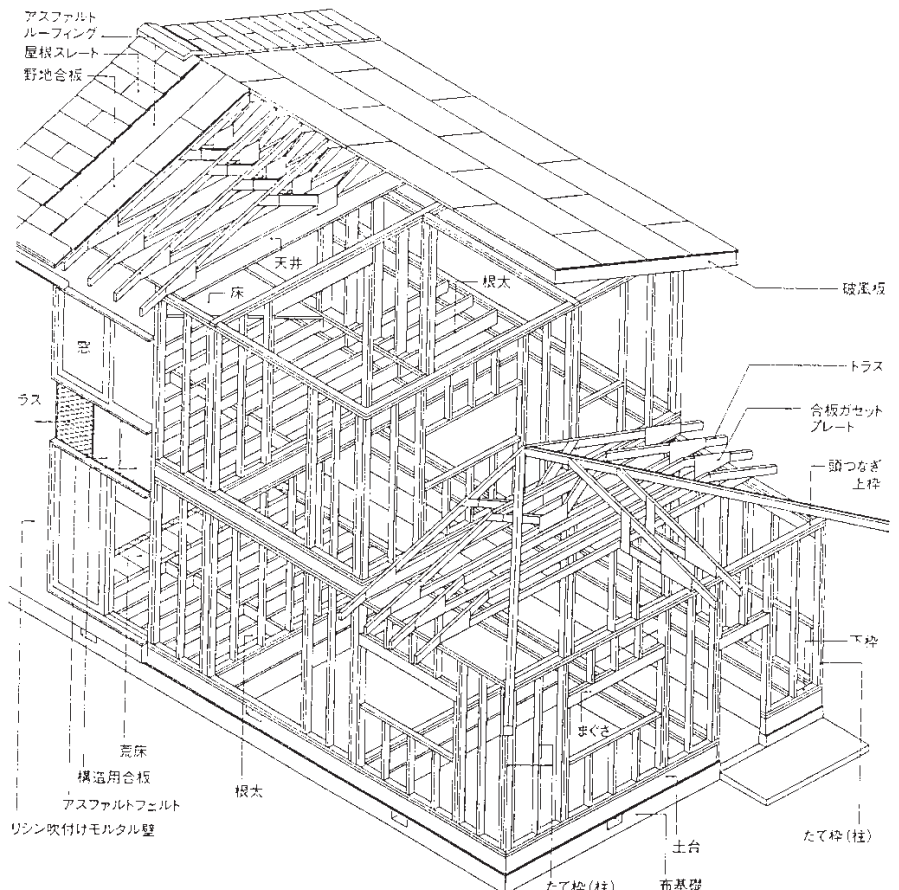 アスファルト
ルーフィング
屋根スレート
野地合板
天井
床
根太
破風板
窓
ラス
トラス
合板ガセット
プレート
頭つなぎ
上枠
下枠
まぐさ
荒床
構造用合板
アスファルトフェルト
リシン吹付けモルタル壁
根太
たて枠(柱)
土台
たて枠(柱)
布基礎